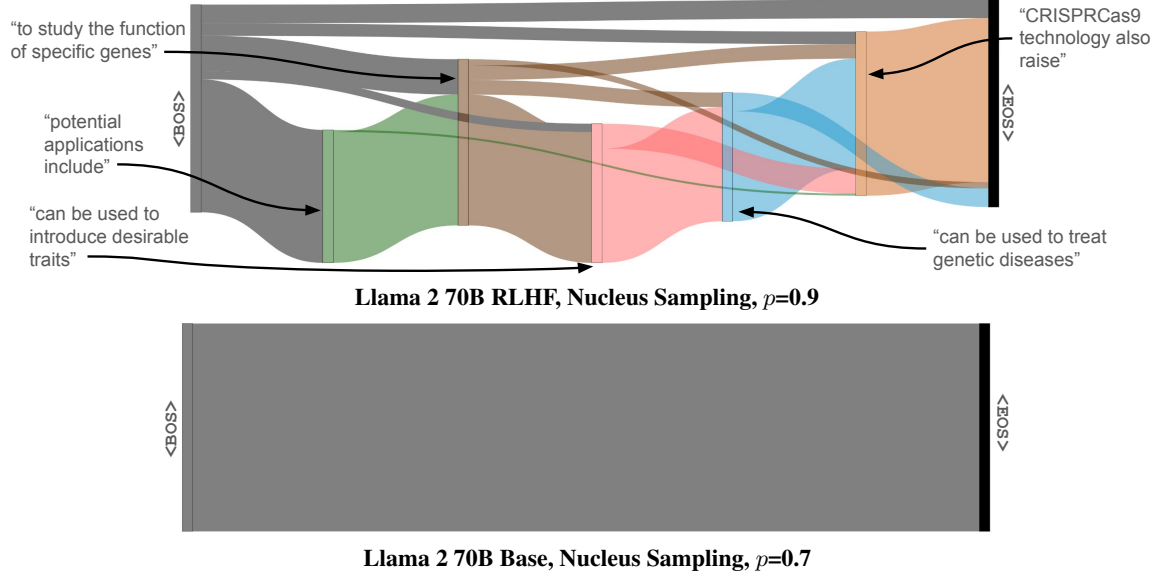 “to study the function
of specific genes”
“CRISPRCas9
technology also
raise”
<BOS>
<EOS>
“potential
applications
include”
“can be used to
introduce desirable
traits”
“can be used to treat
genetic diseases”
Llama 2 70B RLHF, Nucleus Sampling, p=0.9
<BOS>
<EOS>
Llama 2 70B Base, Nucleus Sampling, p=0.7